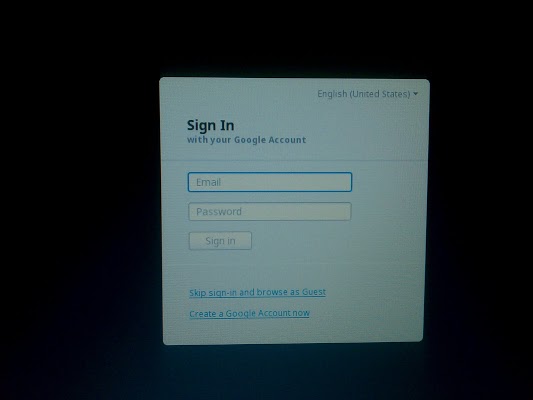 English (United States)
Sign In
with your Google Account
Email
Password
Sign in
Skip sign-in and browse as Guest
Create a Google Account now